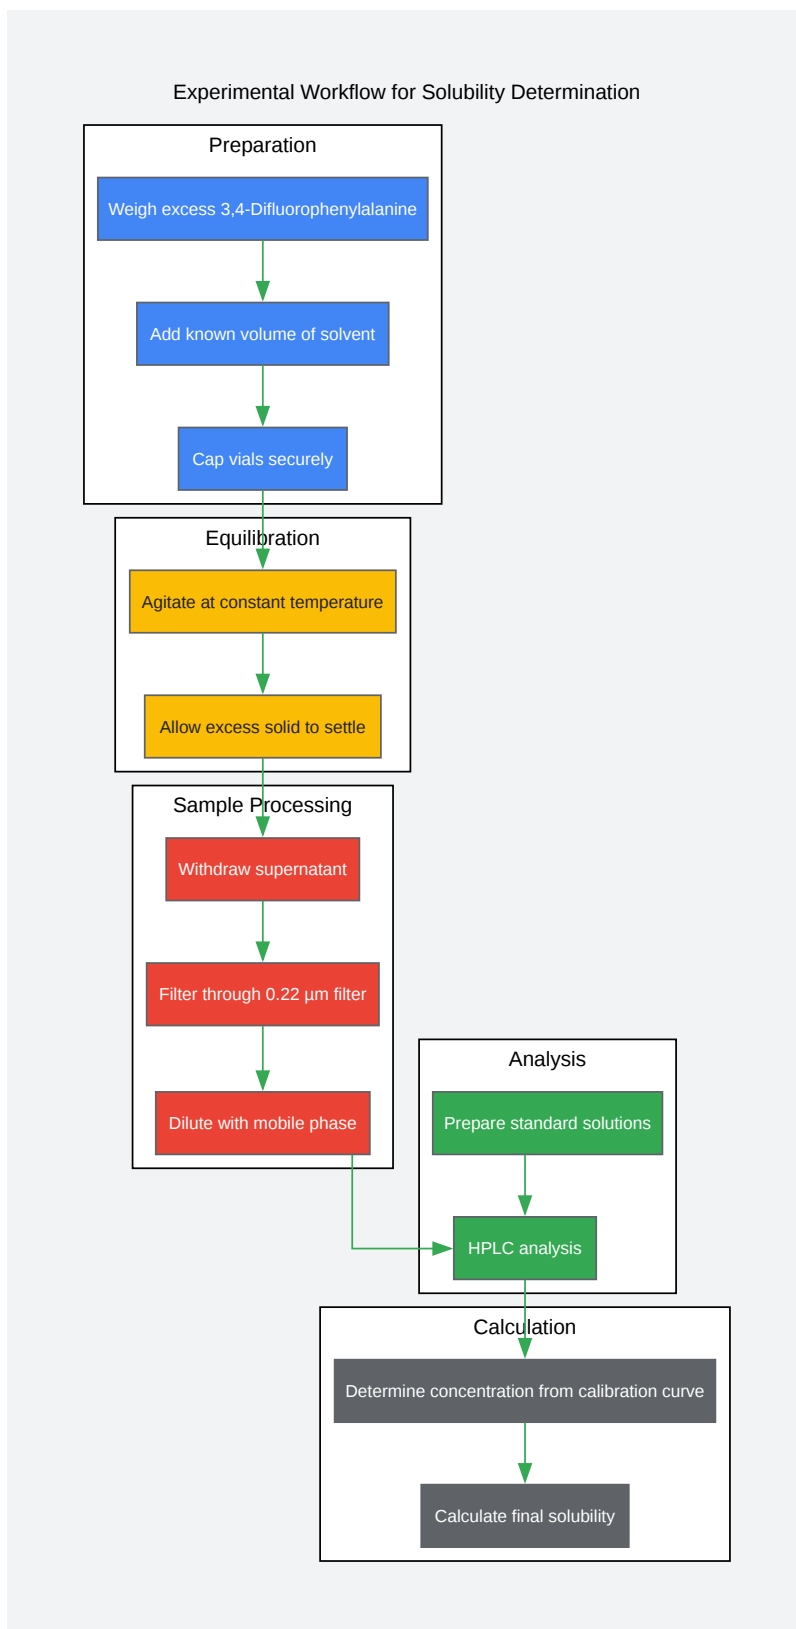 Experimental Workflow for Solubility Determination
Preparation
Weigh excess 3,4-Difluorophenylalanine
Add known volume of solvent
Cap vials securely
Equilibration
Agitate at constant temperature
Allow excess solid to settle
Sample Processing
Withdraw supernatant
Filter through 0.22 µm filter
Dilute with mobile phase
Analysis
Prepare standard solutions
HPLC analysis
Calculation
Determine concentration from calibration curve
Calculate final solubility